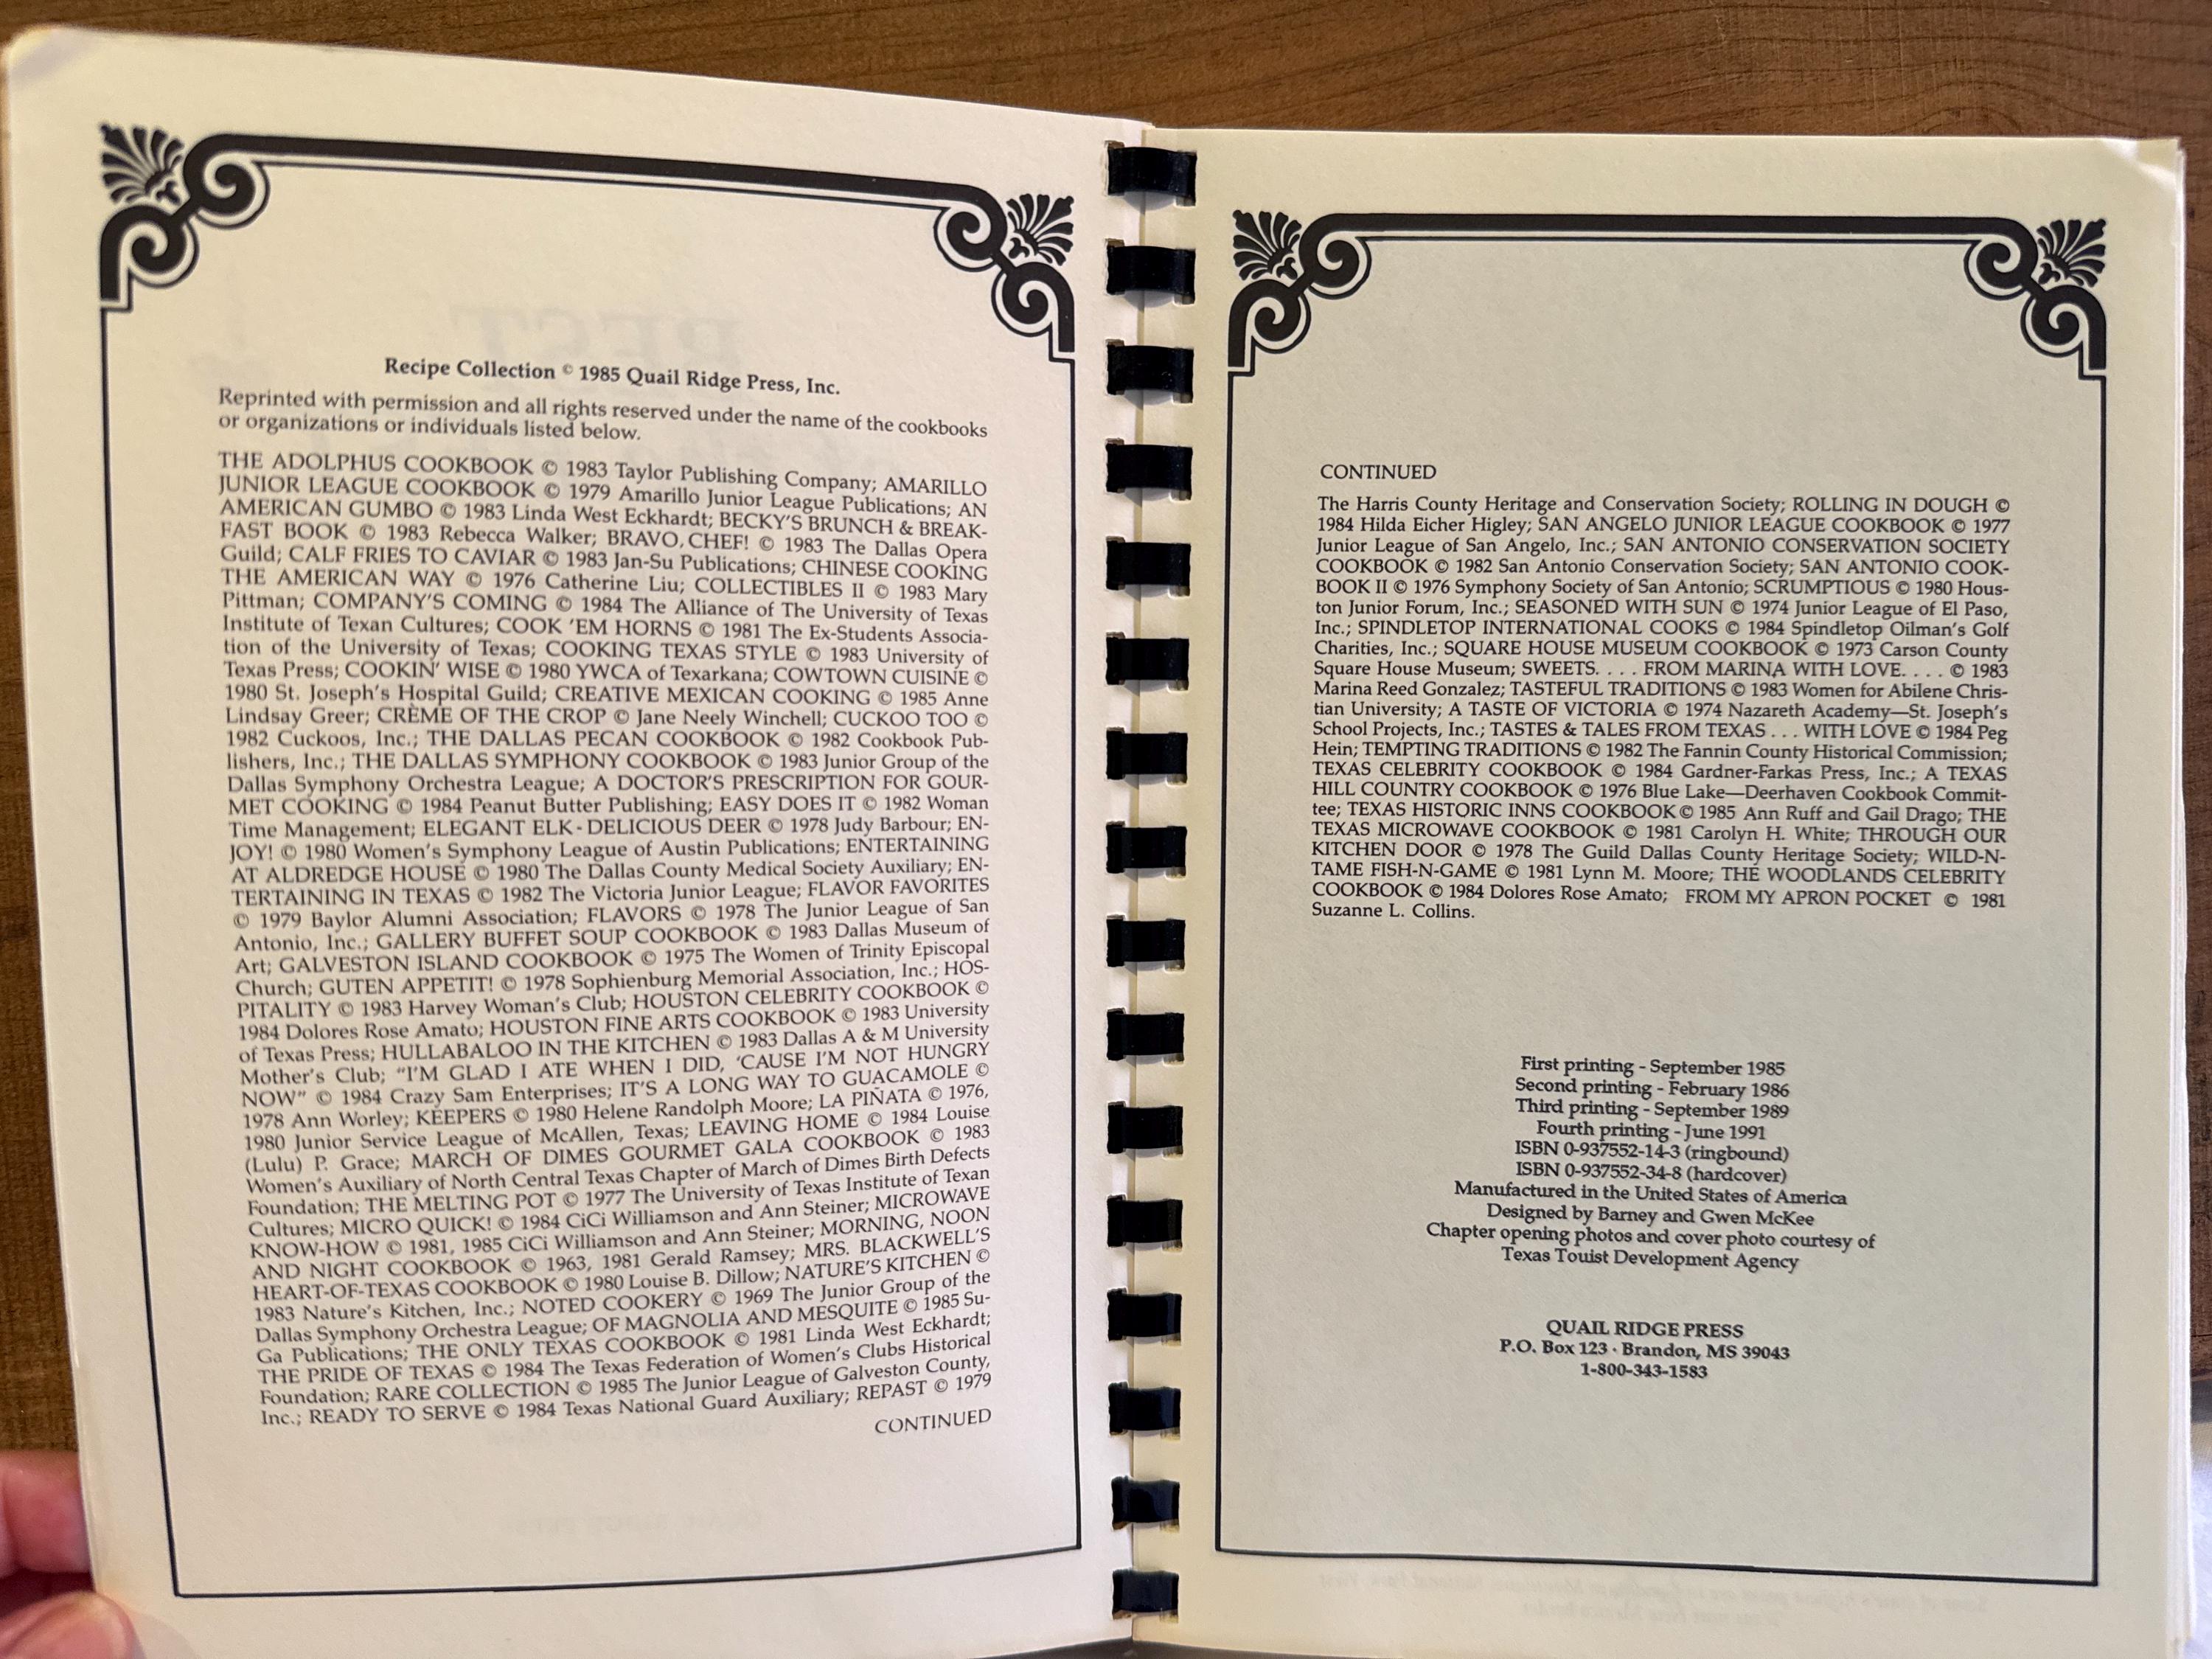 Recipe Collection © 1985 Quail Ridge Press, Inc.
Reprinted with permission and all rights reserved under the name of the cookbooks
or organizations or individuals listed below.
THE ADOLPHUS COOKBOOK © 1983 Taylor Publishing Company; AMARILLO
JUNIOR LEAGUE COOKBOOK © 1979 Amarillo Junior League Publications; AN
AMERICAN GUMBO © 1983 Linda West Eckhardt; BECKY'S BRUNCH & BREAK-
FAST BOOK © 1983 Rebecca Walker; BRAVO, CHEF! © 1983 The Dallas Opera
Guild; CALF FRIES TO CAVIAR © 1983 Jan-Su Publications; CHINESE COOKING
THE AMERICAN WAY © 1976 Catherine Liu; COLLECTIBLES II © 1983 Mary
Pittman; COMPANY'S COMING © 1984 The Alliance of The University of Texas
Institute of Texan Cultures; COOK 'EM HORNS © 1981 The Ex-Students Associa-
tion of the University of Texas; COOKING TEXAS STYLE © 1983 University of
Texas Press; COOKIN' WISE © 1980 YWCA of Texarkana; COWTOWN CUISINE ©
1980 St. Joseph's Hospital Guild; CREATIVE MEXICAN COOKING © 1985 Anne
Lindsay Greer; CRÈME OF THE CROP © Jane Neely Winchell; CUCKOO TOO ©
1982 Cuckoos, Inc.; THE DALLAS PECAN COOKBOOK © 1982 Cookbook Pub-
lishers, Inc.; THE DALLAS SYMPHONY COOKBOOK © 1983 Junior Group of the
Dallas Symphony Orchestra League; A DOCTOR'S PRESCRIPTION FOR GOUR-
MET COOKING © 1984 Peanut Butter Publishing; EASY DOES IT © 1982 Woman
Time Management; ELEGANT ELK - DELICIOUS DEER © 1978 Judy Barbour; EN-
JOY! © 1980 Women's Symphony League of Austin Publications; ENTERTAINING
AT ALDREDGE HOUSE © 1980 The Dallas County Medical Society Auxiliary; EN-
TERTAINING IN TEXAS © 1982 The Victoria Junior League; FLAVOR FAVORITES
© 1979 Baylor Alumni Association; FLAVORS © 1978 The Junior League of San
Antonio, Inc.; GALLERY BUFFET SOUP COOKBOOK © 1983 Dallas Museum of
Art; GALVESTON ISLAND COOKBOOK © 1975 The Women of Trinity Episcopal
Church; GUTEN APPETIT! © 1978 Sophienburg Memorial Association, Inc.; HOS-
PITALITY © 1983 Harvey Woman's Club; HOUSTON CELEBRITY COOKBOOK ©
1984 Dolores Rose Amato; HOUSTON FINE ARTS COOKBOOK © 1983 University
of Texas Press; HULLABALOO IN THE KITCHEN © 1983 Dallas A & M University
Mother's Club; "I'M GLAD I ATE WHEN I DID, 'CAUSE I'M NOT HUNGRY
NOW" © 1984 Crazy Sam Enterprises; IT'S A LONG WAY TO GUACAMOLE ©
1978 Ann Worley; KEEPERS © 1980 Helene Randolph Moore; LA PIÑATA © 1976,
1980 Junior Service League of McAllen, Texas; LEAVING HOME © 1984 Louise
(Lulu) P. Grace; MARCH OF DIMES GOURMET GALA COOKBOOK © 1983
Women's Auxiliary of North Central Texas Chapter of March of Dimes Birth Defects
Foundation; THE MELTING POT © 1977 The University of Texas Institute of Texan
Cultures; MICRO QUICK! © 1984 CiCi Williamson and Ann Steiner; MICROWAVE
KNOW-HOW © 1981, 1985 CiCi Williamson and Ann Steiner; MORNING, NOON
AND NIGHT COOKBOOK © 1963, 1981 Gerald Ramsey; MRS. BLACKWELL'S
HEART-OF-TEXAS COOKBOOK © 1980 Louise B. Dillow; NATURE'S KITCHEN ©
1983 Nature's Kitchen, Inc.; NOTED COOKERY © 1969 The Junior Group of the
Dallas Symphony Orchestra League; OF MAGNOLIA AND MESQUITE © 1985 Su-
Ga Publications; THE ONLY TEXAS COOKBOOK © 1981 Linda West Eckhardt;
THE PRIDE OF TEXAS © 1984 The Texas Federation of Women's Clubs Historical
Foundation; RARE COLLECTION © 1985 The Junior League of Galveston County,
Inc.; READY TO SERVE © 1984 Texas National Guard Auxiliary; REPAST © 1979
CONTINUED
CONTINUED
The Harris County Heritage and Conservation Society; ROLLING IN DOUGH ©
1984 Hilda Eicher Higley; SAN ANGELO JUNIOR LEAGUE COOKBOOK © 1977
Junior League of San Angelo, Inc.; SAN ANTONIO CONSERVATION SOCIETY
COOKBOOK © 1982 San Antonio Conservation Society; SAN ANTONIO COOK-
BOOK II © 1976 Symphony Society of San Antonio; SCRUMPTIOUS © 1980 Hous-
ton Junior Forum, Inc.; SEASONED WITH SUN © 1974 Junior League of El Paso,
Inc.; SPINDLETOP INTERNATIONAL COOKS © 1984 Spindletop Oilman's Golf
Charities, Inc.; SQUARE HOUSE MUSEUM COOKBOOK © 1973 Carson County
Square House Museum; SWEETS. . . . FROM MARINA WITH LOVE. . . . © 1983
Marina Reed Gonzalez; TASTEFUL TRADITIONS © 1983 Women for Abilene Chris-
tian University; A TASTE OF VICTORIA © 1974 Nazareth Academy—St. Joseph's
School Projects, Inc.; TASTES & TALES FROM TEXAS . . . WITH LOVE © 1984 Peg
Hein; TEMPTING TRADITIONS © 1982 The Fannin County Historical Commission;
TEXAS CELEBRITY COOKBOOK © 1984 Gardner-Farkas Press, Inc.; A TEXAS
HILL COUNTRY COOKBOOK © 1976 Blue Lake—Deerhaven Cookbook Commit-
tee; TEXAS HISTORIC INNS COOKBOOK © 1985 Ann Ruff and Gail Drago; THE
TEXAS MICROWAVE COOKBOOK © 1981 Carolyn H. White; THROUGH OUR
KITCHEN DOOR © 1978 The Guild Dallas County Heritage Society; WILD-N-
TAME FISH-N-GAME © 1981 Lynn M. Moore; THE WOODLANDS CELEBRITY
COOKBOOK © 1984 Dolores Rose Amato; FROM MY APRON POCKET © 1981
Suzanne L. Collins.
First printing - September 1985
Second printing - February 1986
Third printing - September 1989
Fourth printing - June 1991
ISBN 0-937552-14-3 (ringbound)
ISBN 0-937552-34-8 (hardcover)
Manufactured in the United States of America
Designed by Barney and Gwen McKee
Chapter opening photos and cover photo courtesy of
Texas Touist Development Agency
QUAIL RIDGE PRESS
P.O. Box 123 · Brandon, MS 39043
1-800-343-1583